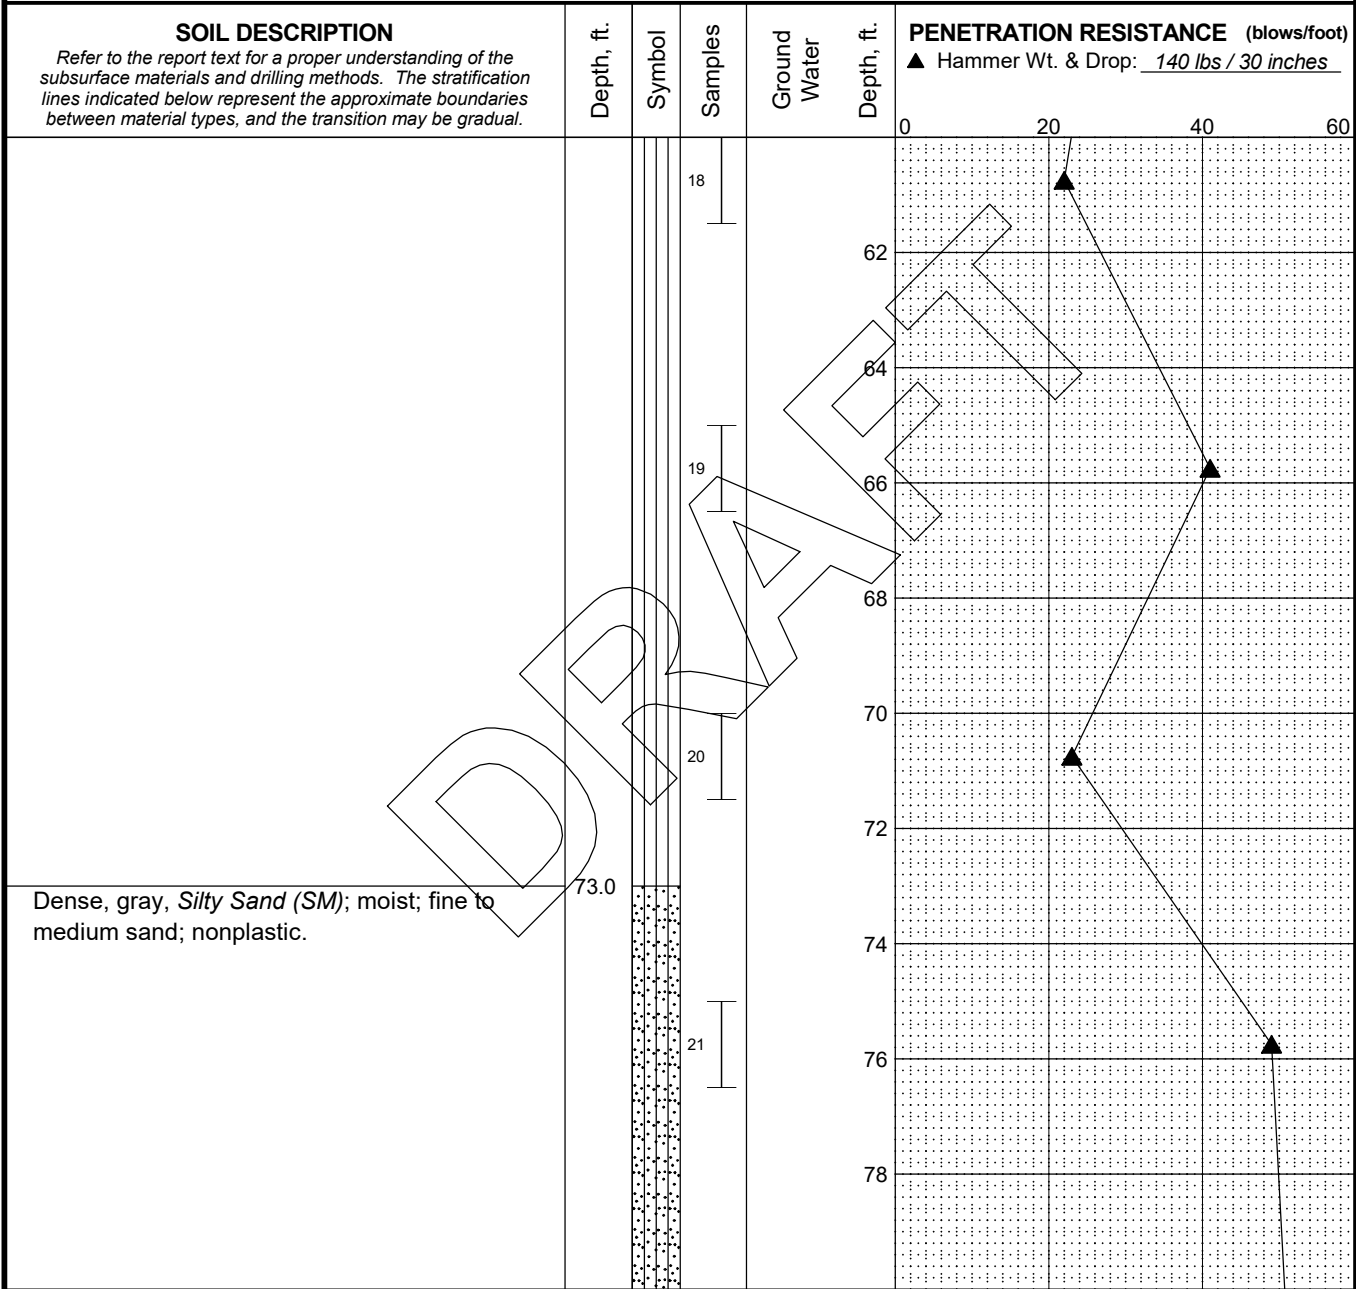 SOIL DESCRIPTION
Refer to the report text for a proper understanding of the
subsurface materials and drilling methods. The stratification
lines indicated below represent the approximate boundaries
between material types, and the transition may be gradual.
Depth, ft.
Symbol
Samples
Ground
Water
Depth, ft.
PENETRATION RESISTANCE (blows/foot)
▲ Hammer Wt. & Drop: 140 lbs / 30 inches
0 20 40 60
18
62
64
19
66
68
70
20
72
73.0
Dense, gray, Silty Sand (SM); moist; fine to
medium sand; nonplastic.
74
21
76
78
DRAFT